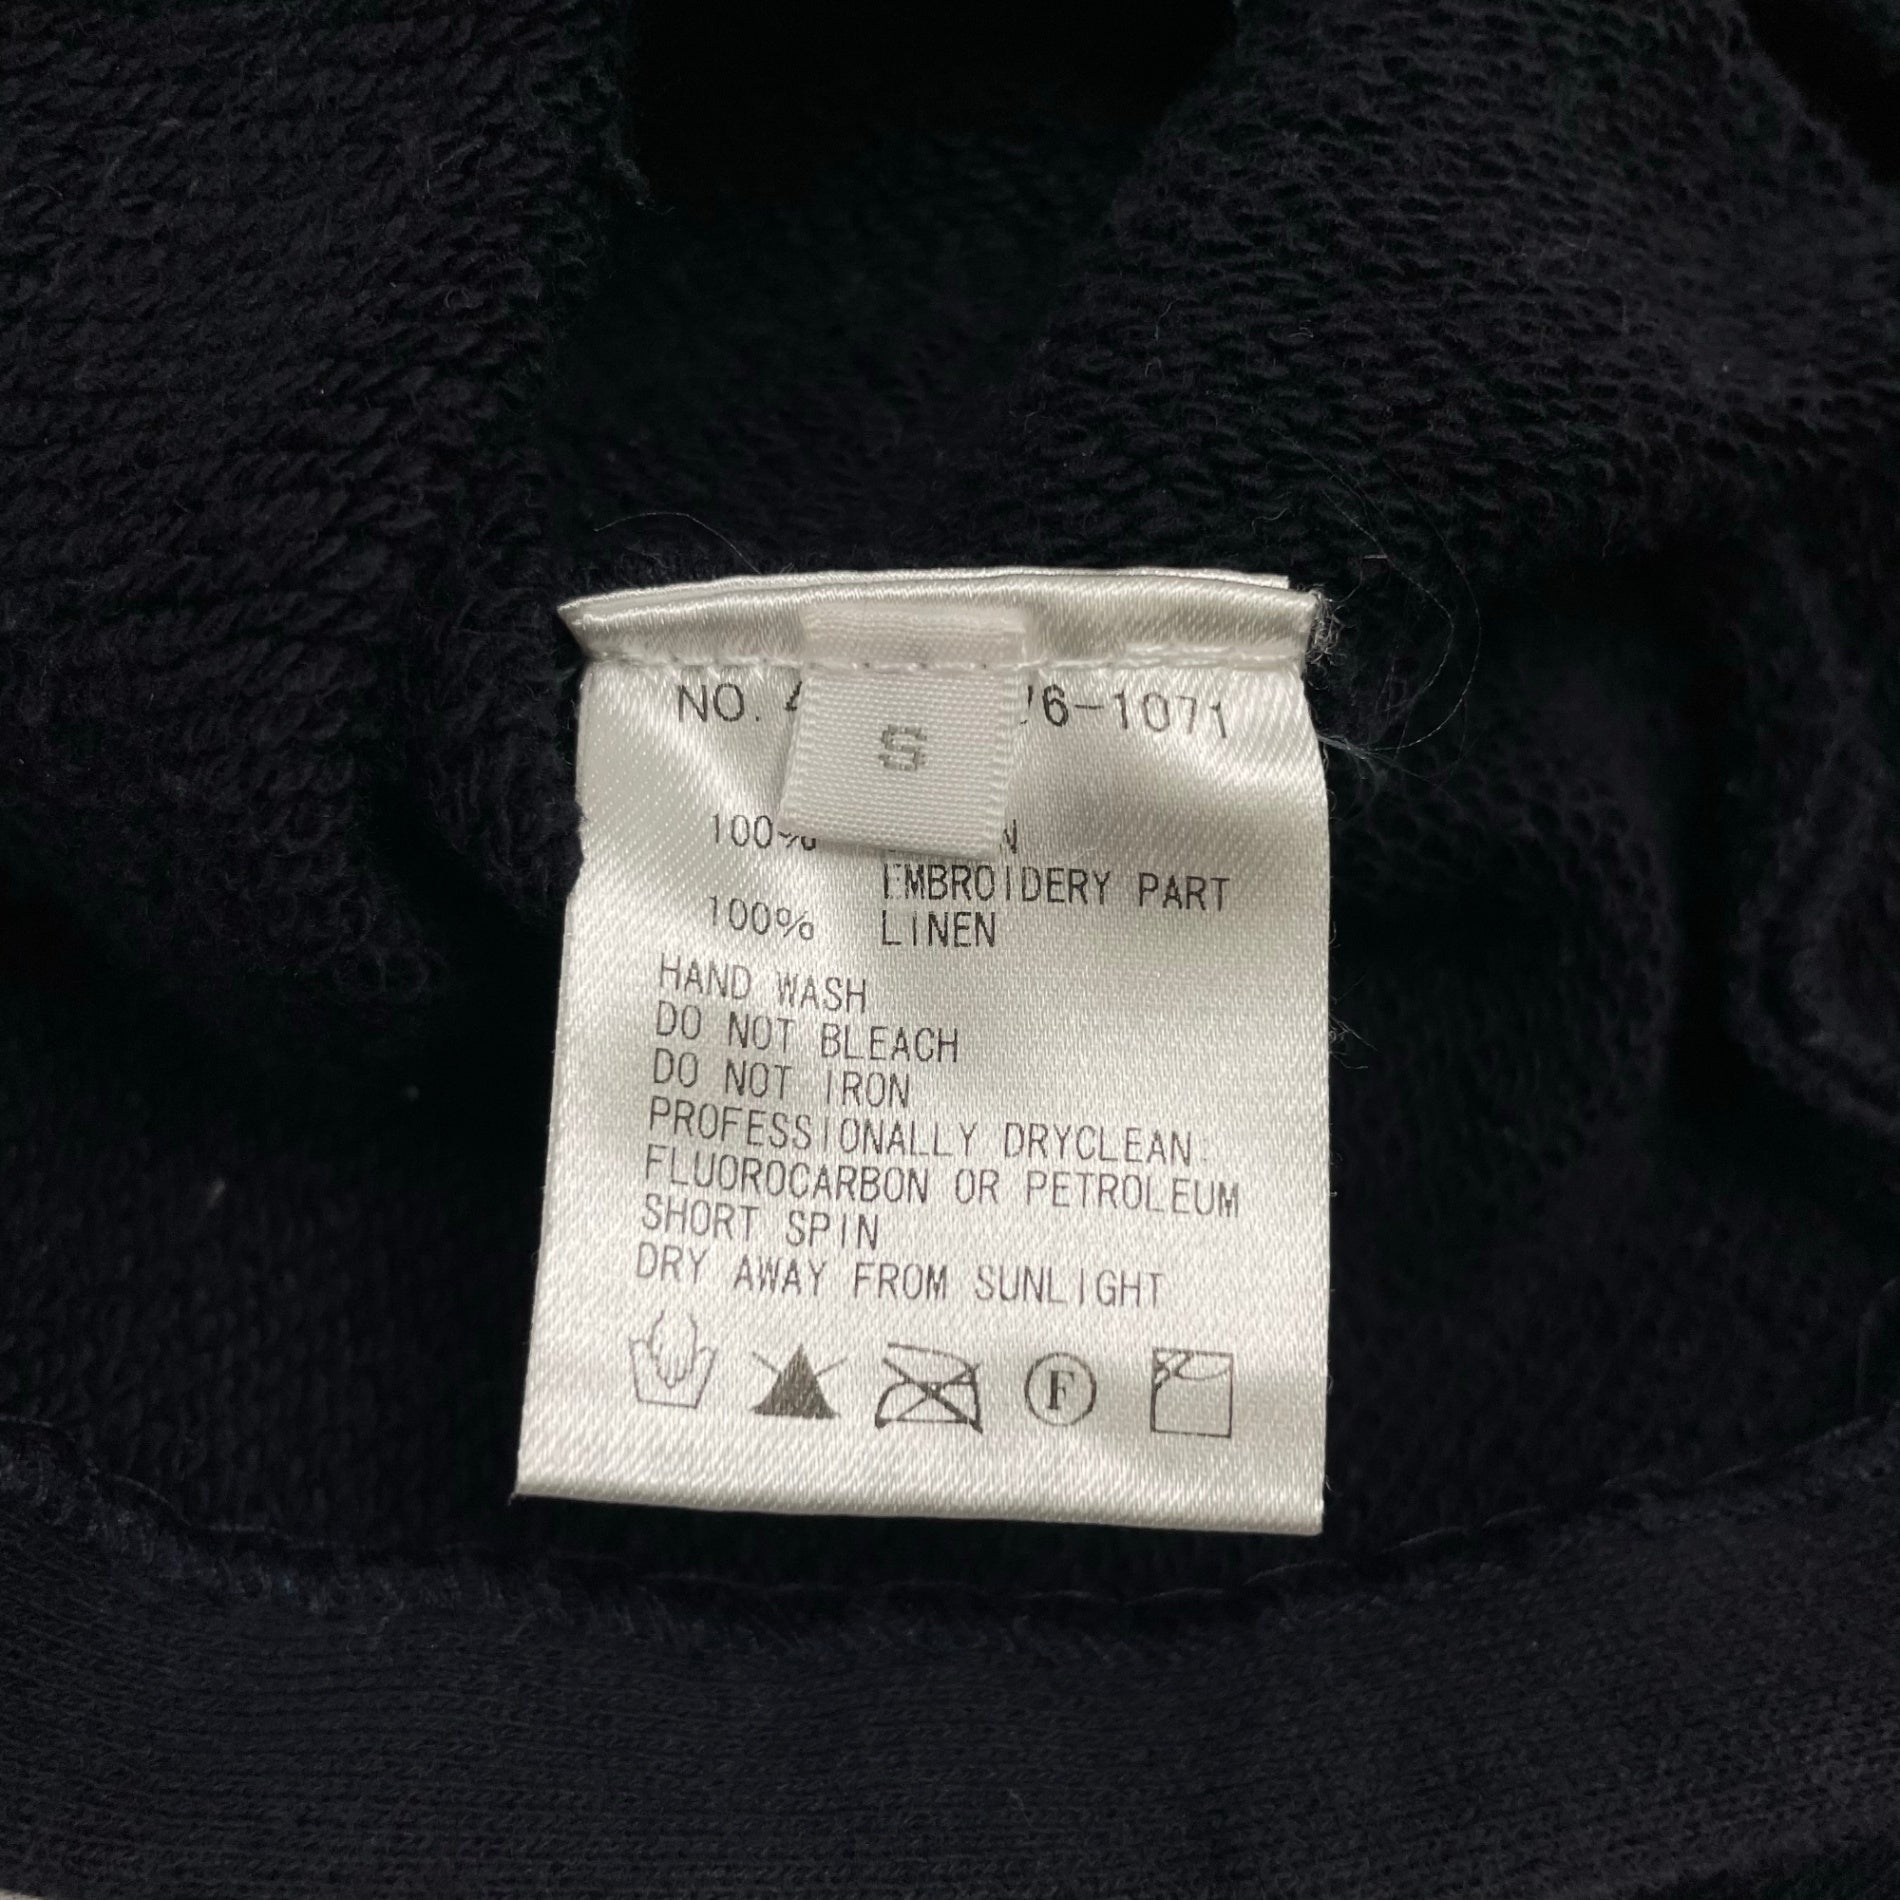 NO. 6-1071
S
100%
EMBROIDERY PART
100% LINEN
HAND WASH
DO NOT BLEACH
DO NOT IRON
PROFESSIONALLY DRYCLEAN:
FLUOROCARBON OR PETROLEUM
SHORT SPIN
DRY AWAY FROM SUNLIGHT
F